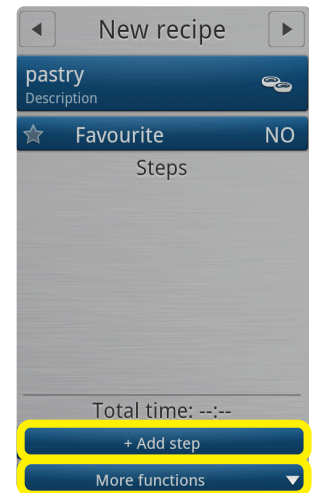 New recipe
pastry
Description
Favourite NO
Steps
Total time: --:--
+ Add step
More functions